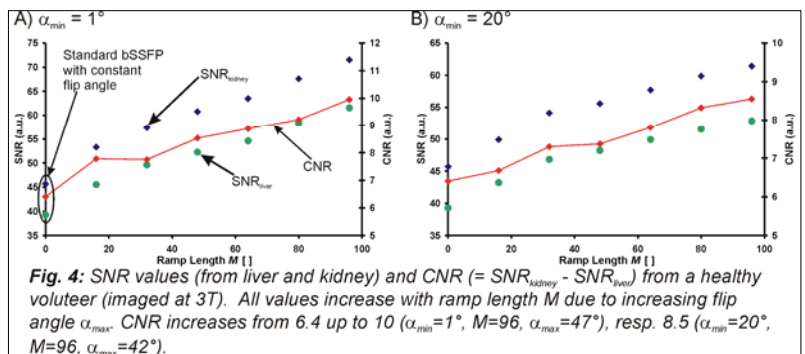 A) αmin = 1°
B) αmin = 20°
75
70
65
60
55
50
45
40
35
SNR (a.u.)
12
11
10
9
8
7
6
5
CNR (a.u.)
Standard bSSFP
with constant
flip angle
SNRkidney
CNR
SNRliver
0 20 40 60 80 100
Ramp Length M [ ]
65
60
55
50
45
40
35
SNR (a.u.)
10
9
8
7
6
5
CNR (a.u.)
0 20 40 60 80 100
Ramp Length M [ ]
Fig. 4: SNR values (from liver and kidney) and CNR (= SNRkidney - SNRliver) from a healthy
voluteer (imaged at 3T). All values increase with ramp length M due to increasing flip
angle αmax. CNR increases from 6.4 up to 10 (αmin=1°, M=96, αmax=47°), resp. 8.5 (αmin=20°,
M=96, αmax=42°).